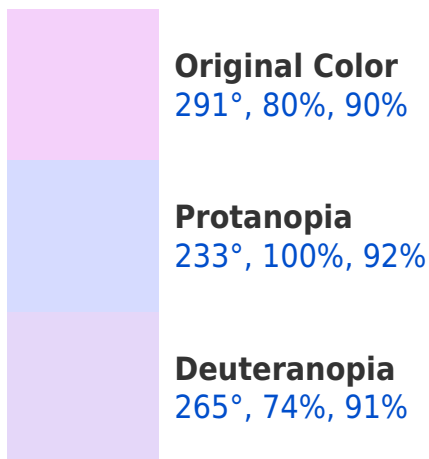 Original Color
291°, 80%, 90%
Protanopia
233°, 100%, 92%
Deuteranopia
265°, 74%, 91%